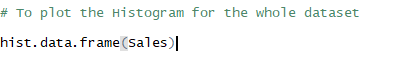 # To plot the Histogram for the whole dataset
hist.data.frame(Sales)